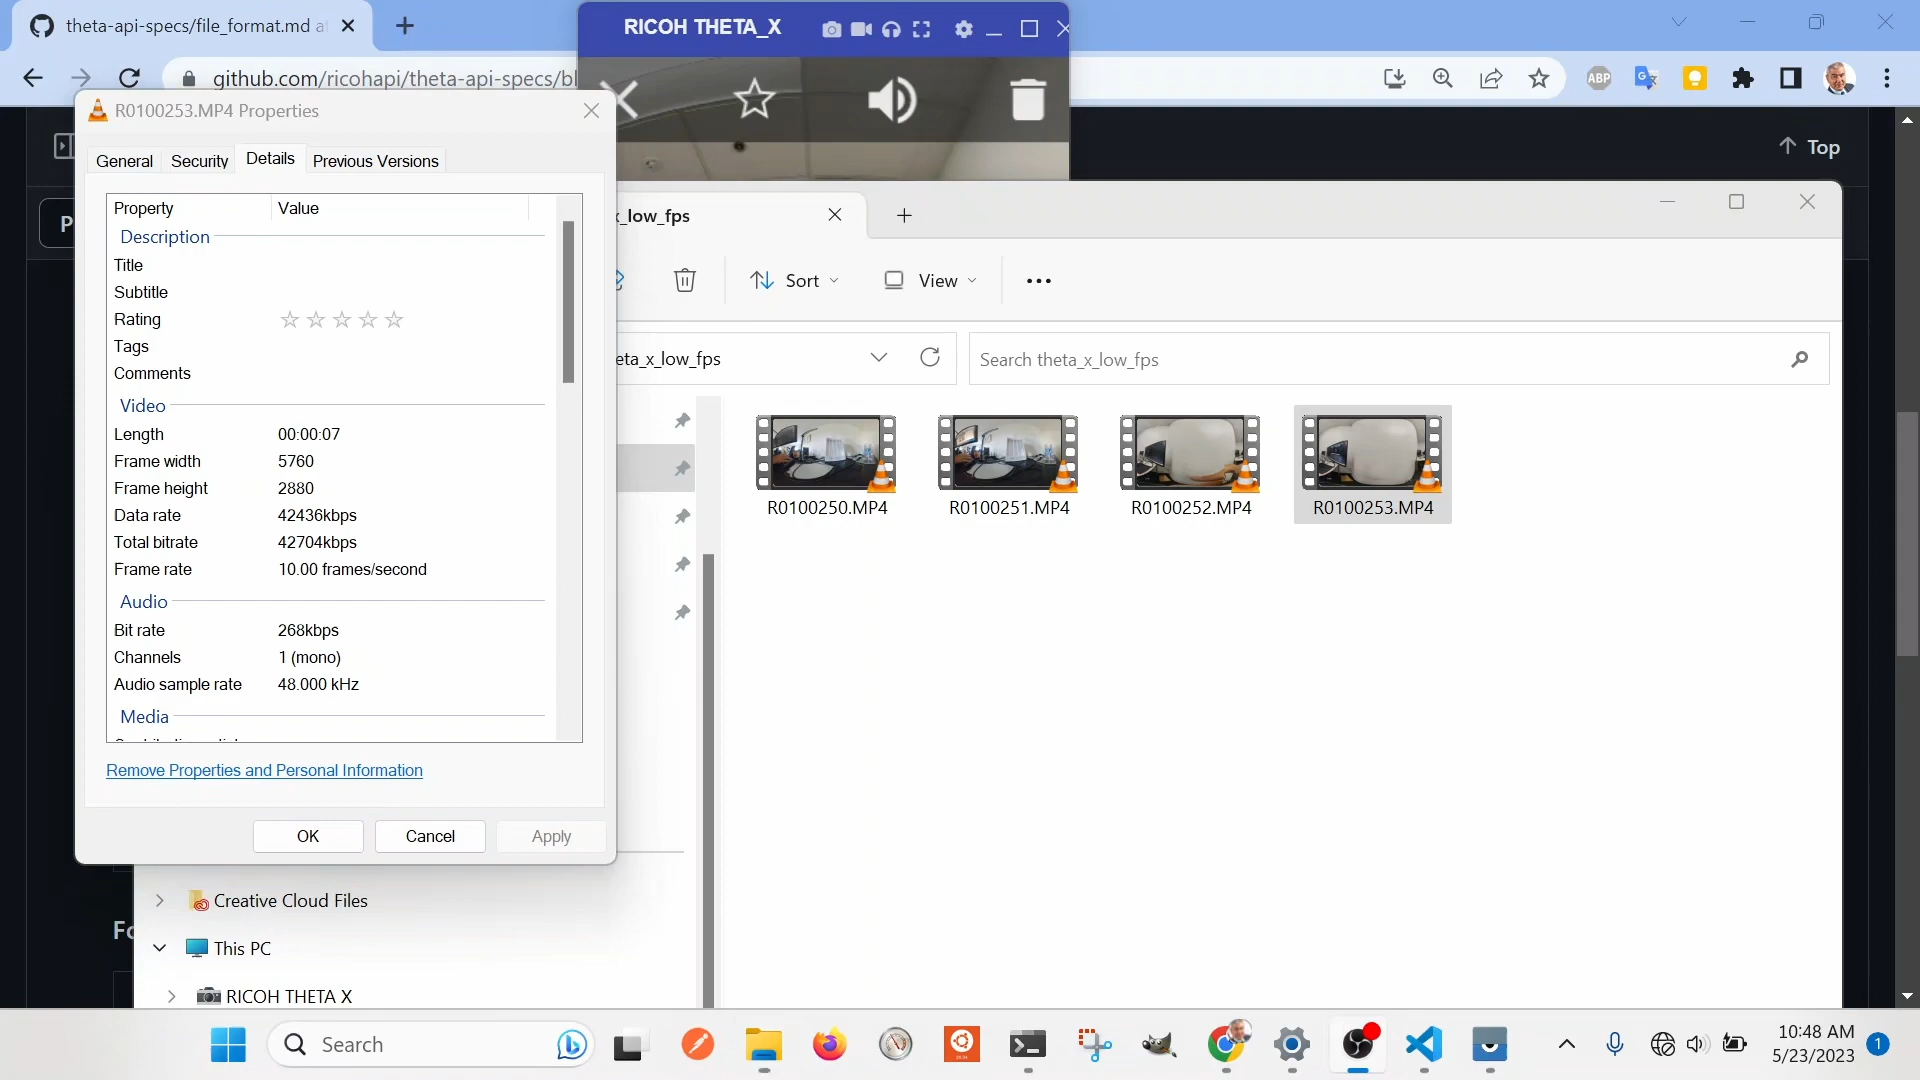 theta-api-specs/file_format.md a
RICOH THETA_X
github.com/ricohapi/theta-api-specs/bl
ABP
R0100253.MP4 Properties
General
Security
Details
Previous Versions
Top
Property
Value
Description
Title
Subtitle
Rating
Tags
Comments
Video
Length
00:00:07
Frame width
5760
Frame height
2880
Data rate
42436kbps
Total bitrate
42704kbps
Frame rate
10.00 frames/second
Audio
Bit rate
268kbps
Channels
1 (mono)
Audio sample rate
48.000 kHz
Media
Remove Properties and Personal Information
OK
Cancel
Apply
x_low_fps
Sort
View
eta_x_low_fps
Search theta_x_low_fps
R0100250.MP4
R0100251.MP4
R0100252.MP4
R0100253.MP4
P
Fo
Creative Cloud Files
This PC
RICOH THETA X
Search
10:48 AM
5/23/2023
1